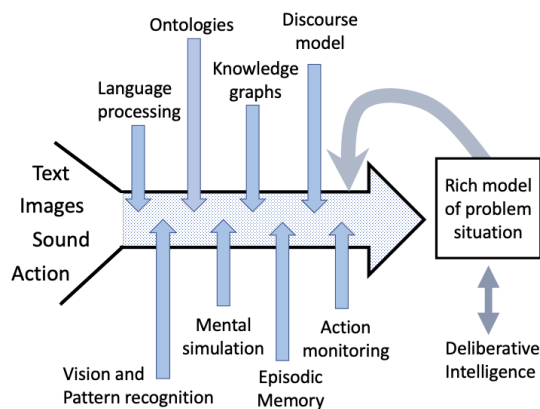 Ontologies
Discourse
model
Language
processing
Knowledge
graphs
Text
Images
Sound
Action
Rich model
of problem
situation
Mental
simulation
Action
monitoring
Vision and
Pattern recognition
Episodic
Memory
Deliberative
Intelligence